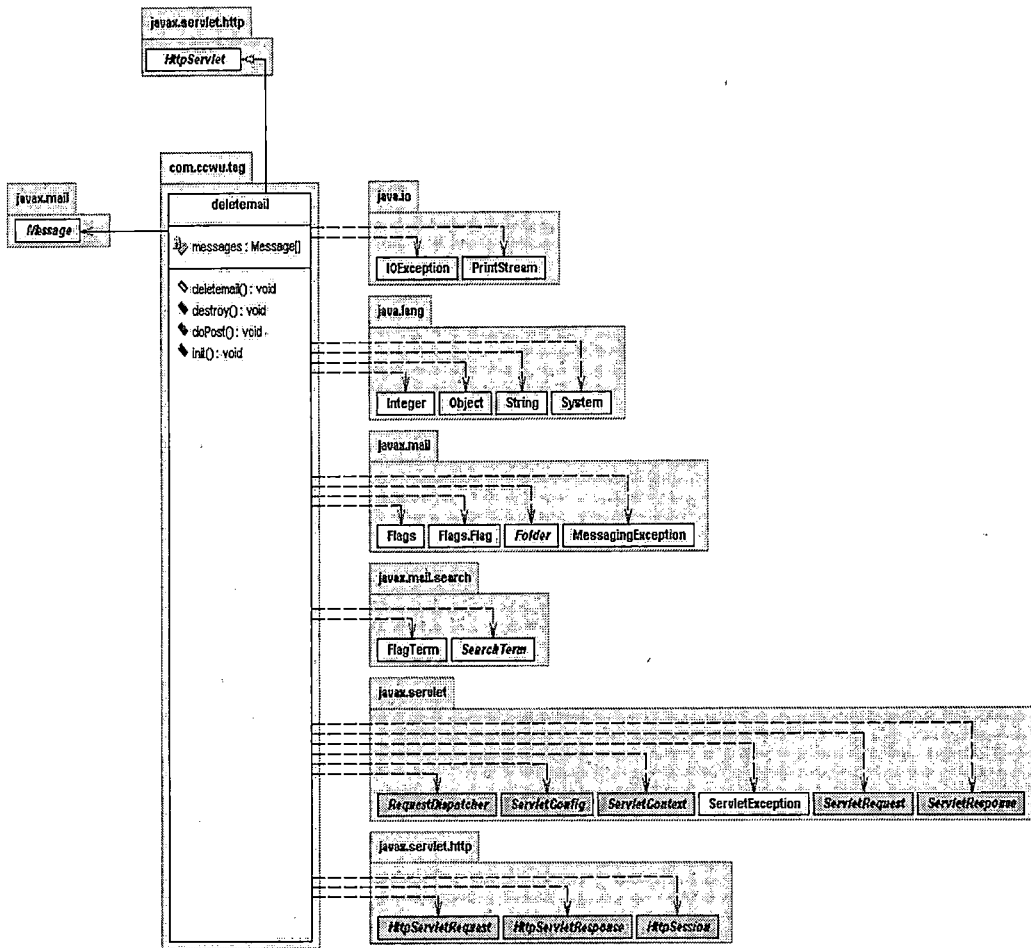 javax.servlet.http
HttpServlet
com.ccwu.tag
javax.mail
Message
deletemail
messages : Message[]
deletemail() : void
destroy() : void
doPost() : void
init() : void
java.io
IOException
PrintStream
java.lang
Integer
Object
String
System
javax.mail
Flags
Flags.Flag
Folder
MessagingException
javax.mail.search
FlagTerm
SearchTerm
javax.servlet
RequestDispatcher
ServletConfig
ServletContext
ServletException
ServletRequest
ServletResponse
javax.servlet.http
HttpServletRequest
HttpServletResponse
HttpSession